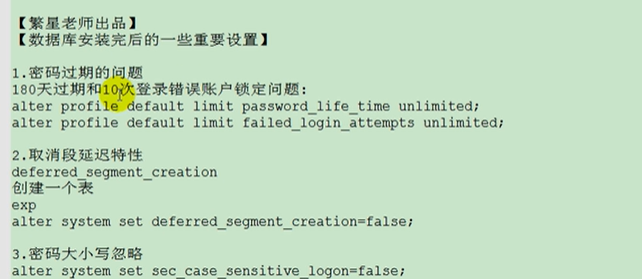 【繁星老师出品】
【数据库安装完后的一些重要设置】
1.密码过期的问题
180天过期和10次登录错误账户锁定问题:
alter profile default limit password_life_time unlimited;
alter profile default limit failed_login_attempts unlimited;
2.取消段延迟特性
deferred_segment_creation
创建一个表
exp
alter system set deferred_segment_creation=false;
3.密码大小写忽略
alter system set sec_case_sensitive_logon=false;